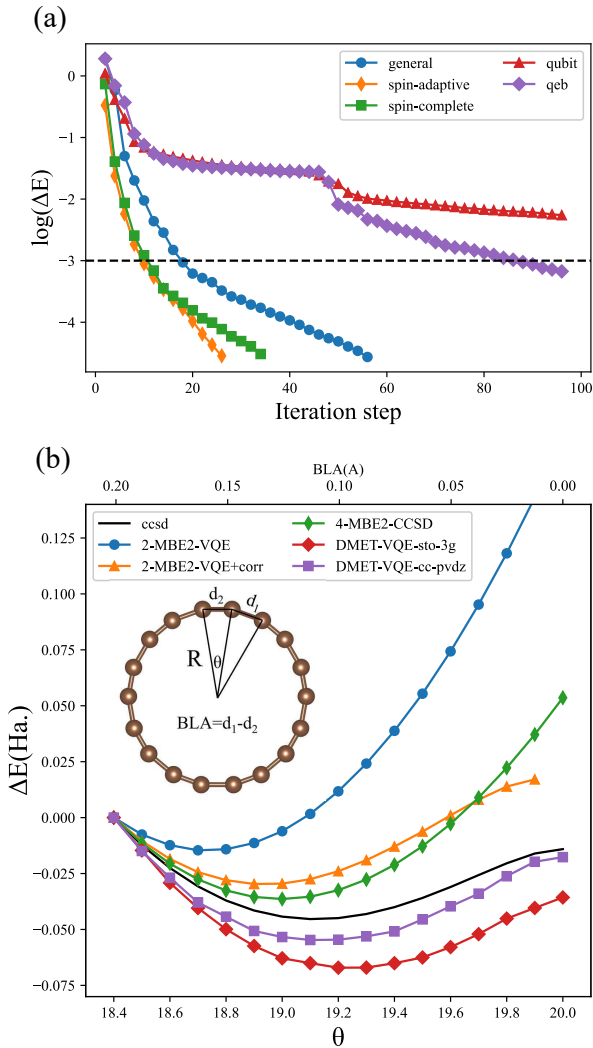 (a)
general
spin-adaptive
spin-complete
qubit
qeb
0
−1
−2
−3
−4
log(ΔE)
0 20 40 60 80 100
Iteration step
(b)
BLA(A)
0.20 0.15 0.10 0.05 0.00
ccsd
2-MBE2-VQE
2-MBE2-VQE+corr
4-MBE2-CCSD
DMET-VQE-sto-3g
DMET-VQE-cc-pvdz
d₂ d₁
R
θ
BLA=d₁-d₂
0.125
0.100
0.075
0.050
0.025
0.000
−0.025
−0.050
−0.075
ΔE(Ha.)
18.4 18.6 18.8 19.0 19.2 19.4 19.6 19.8 20.0
θ